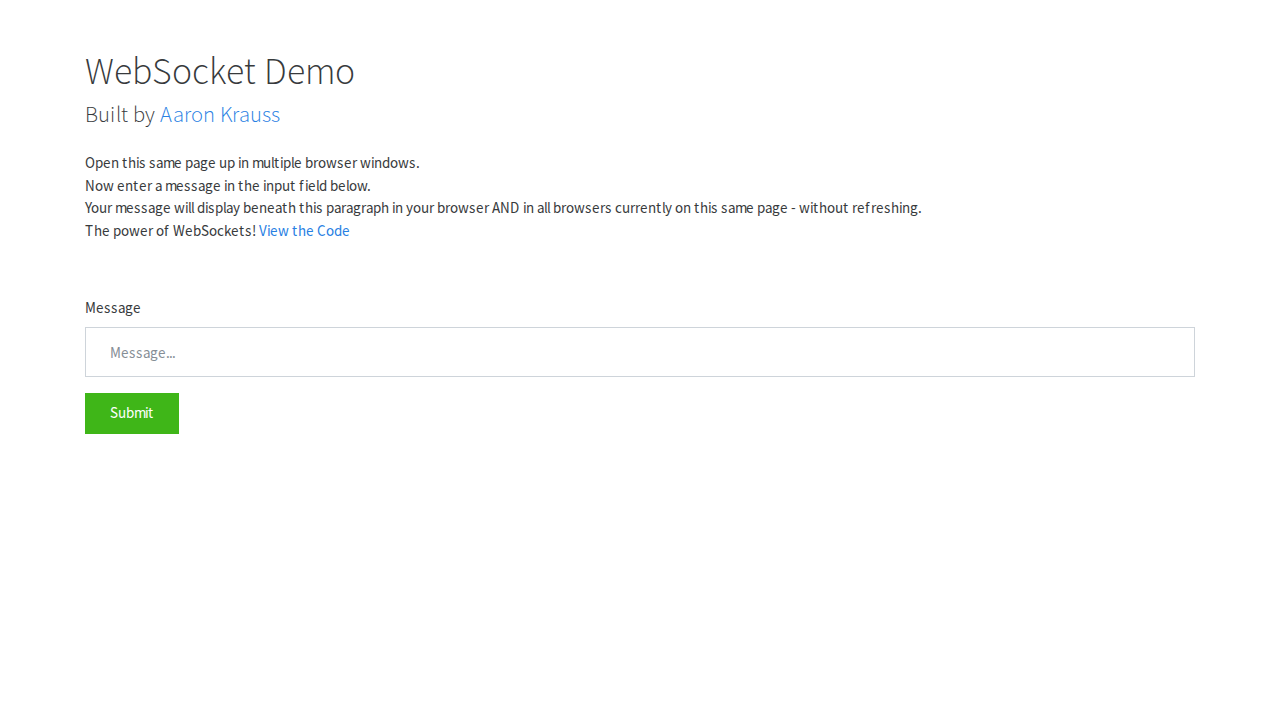 WebSocket Demo
Built by Aaron Krauss
Open this same page up in multiple browser windows.
Now enter a message in the input field below.
Your message will display beneath this paragraph in your browser AND in all browsers currently on this same page - without refreshing.
The power of WebSockets! View the Code
Message
Message...
Submit